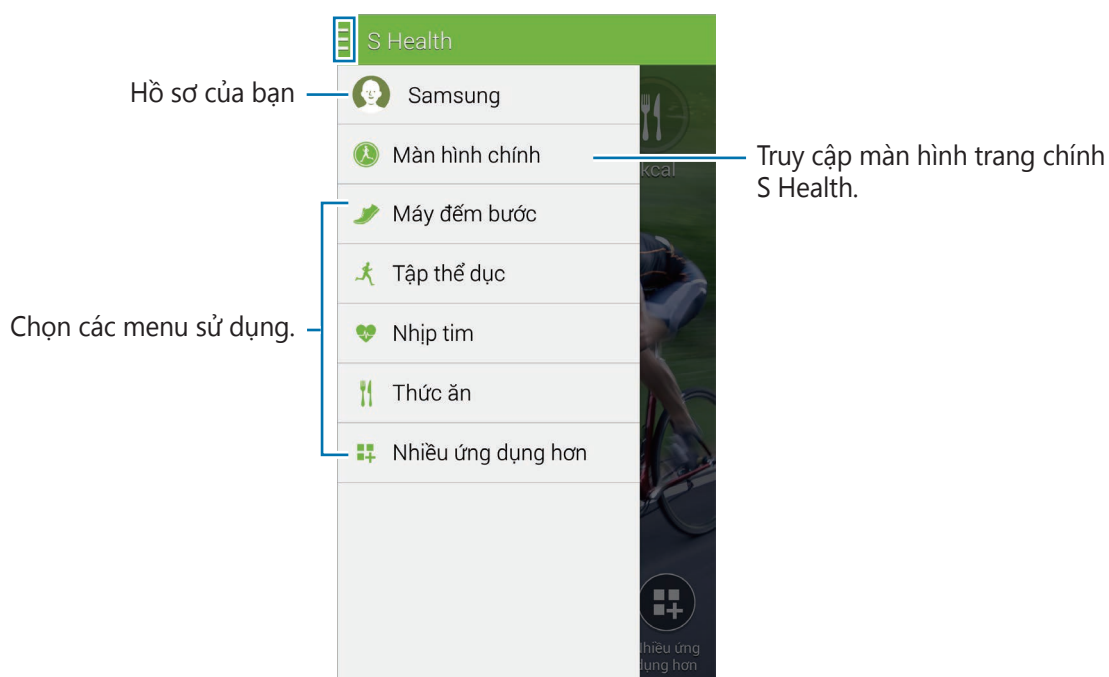 S Health
Hồ sơ của bạn
Samsung
Màn hình chính
Truy cập màn hình trang chính
S Health.
kcal
Máy đếm bước
Tập thể dục
Chọn các menu sử dụng.
Nhịp tim
Thức ăn
Nhiều ứng dụng hơn
hiều ứng
ụng hơn